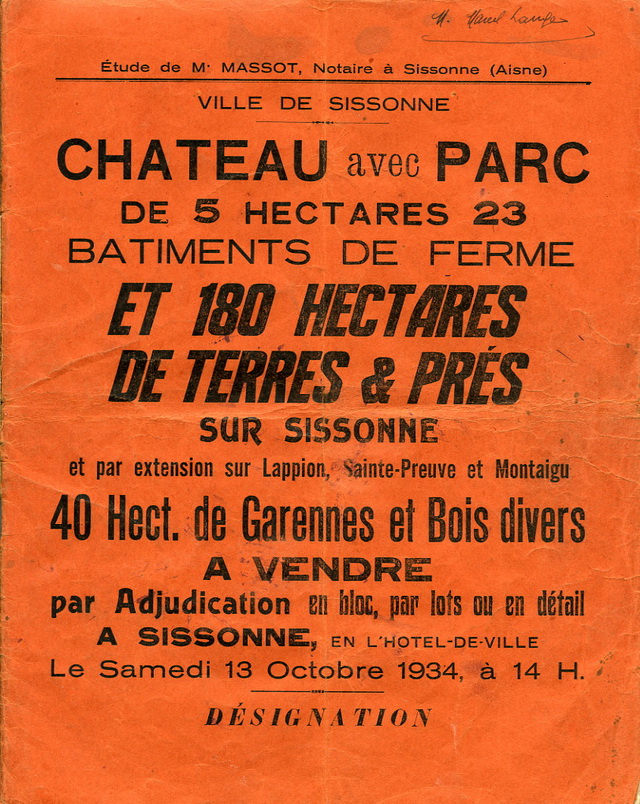 M. Marcel Lange
Étude de Mᵉ MASSOT, Notaire à Sissonne (Aisne)
VILLE DE SISSONNE
CHATEAU avec PARC
DE 5 HECTARES 23
BATIMENTS DE FERME
ET 180 HECTARES
DE TERRES & PRÉS
SUR SISSONNE
et par extension sur Lappion, Sainte-Preuve et Montaigu
40 Hect. de Garennes et Bois divers
A VENDRE
par Adjudication en bloc, par lots ou en détail
A SISSONNE, EN L'HOTEL-DE-VILLE
Le Samedi 13 Octobre 1934, à 14 H.
DÉSIGNATION